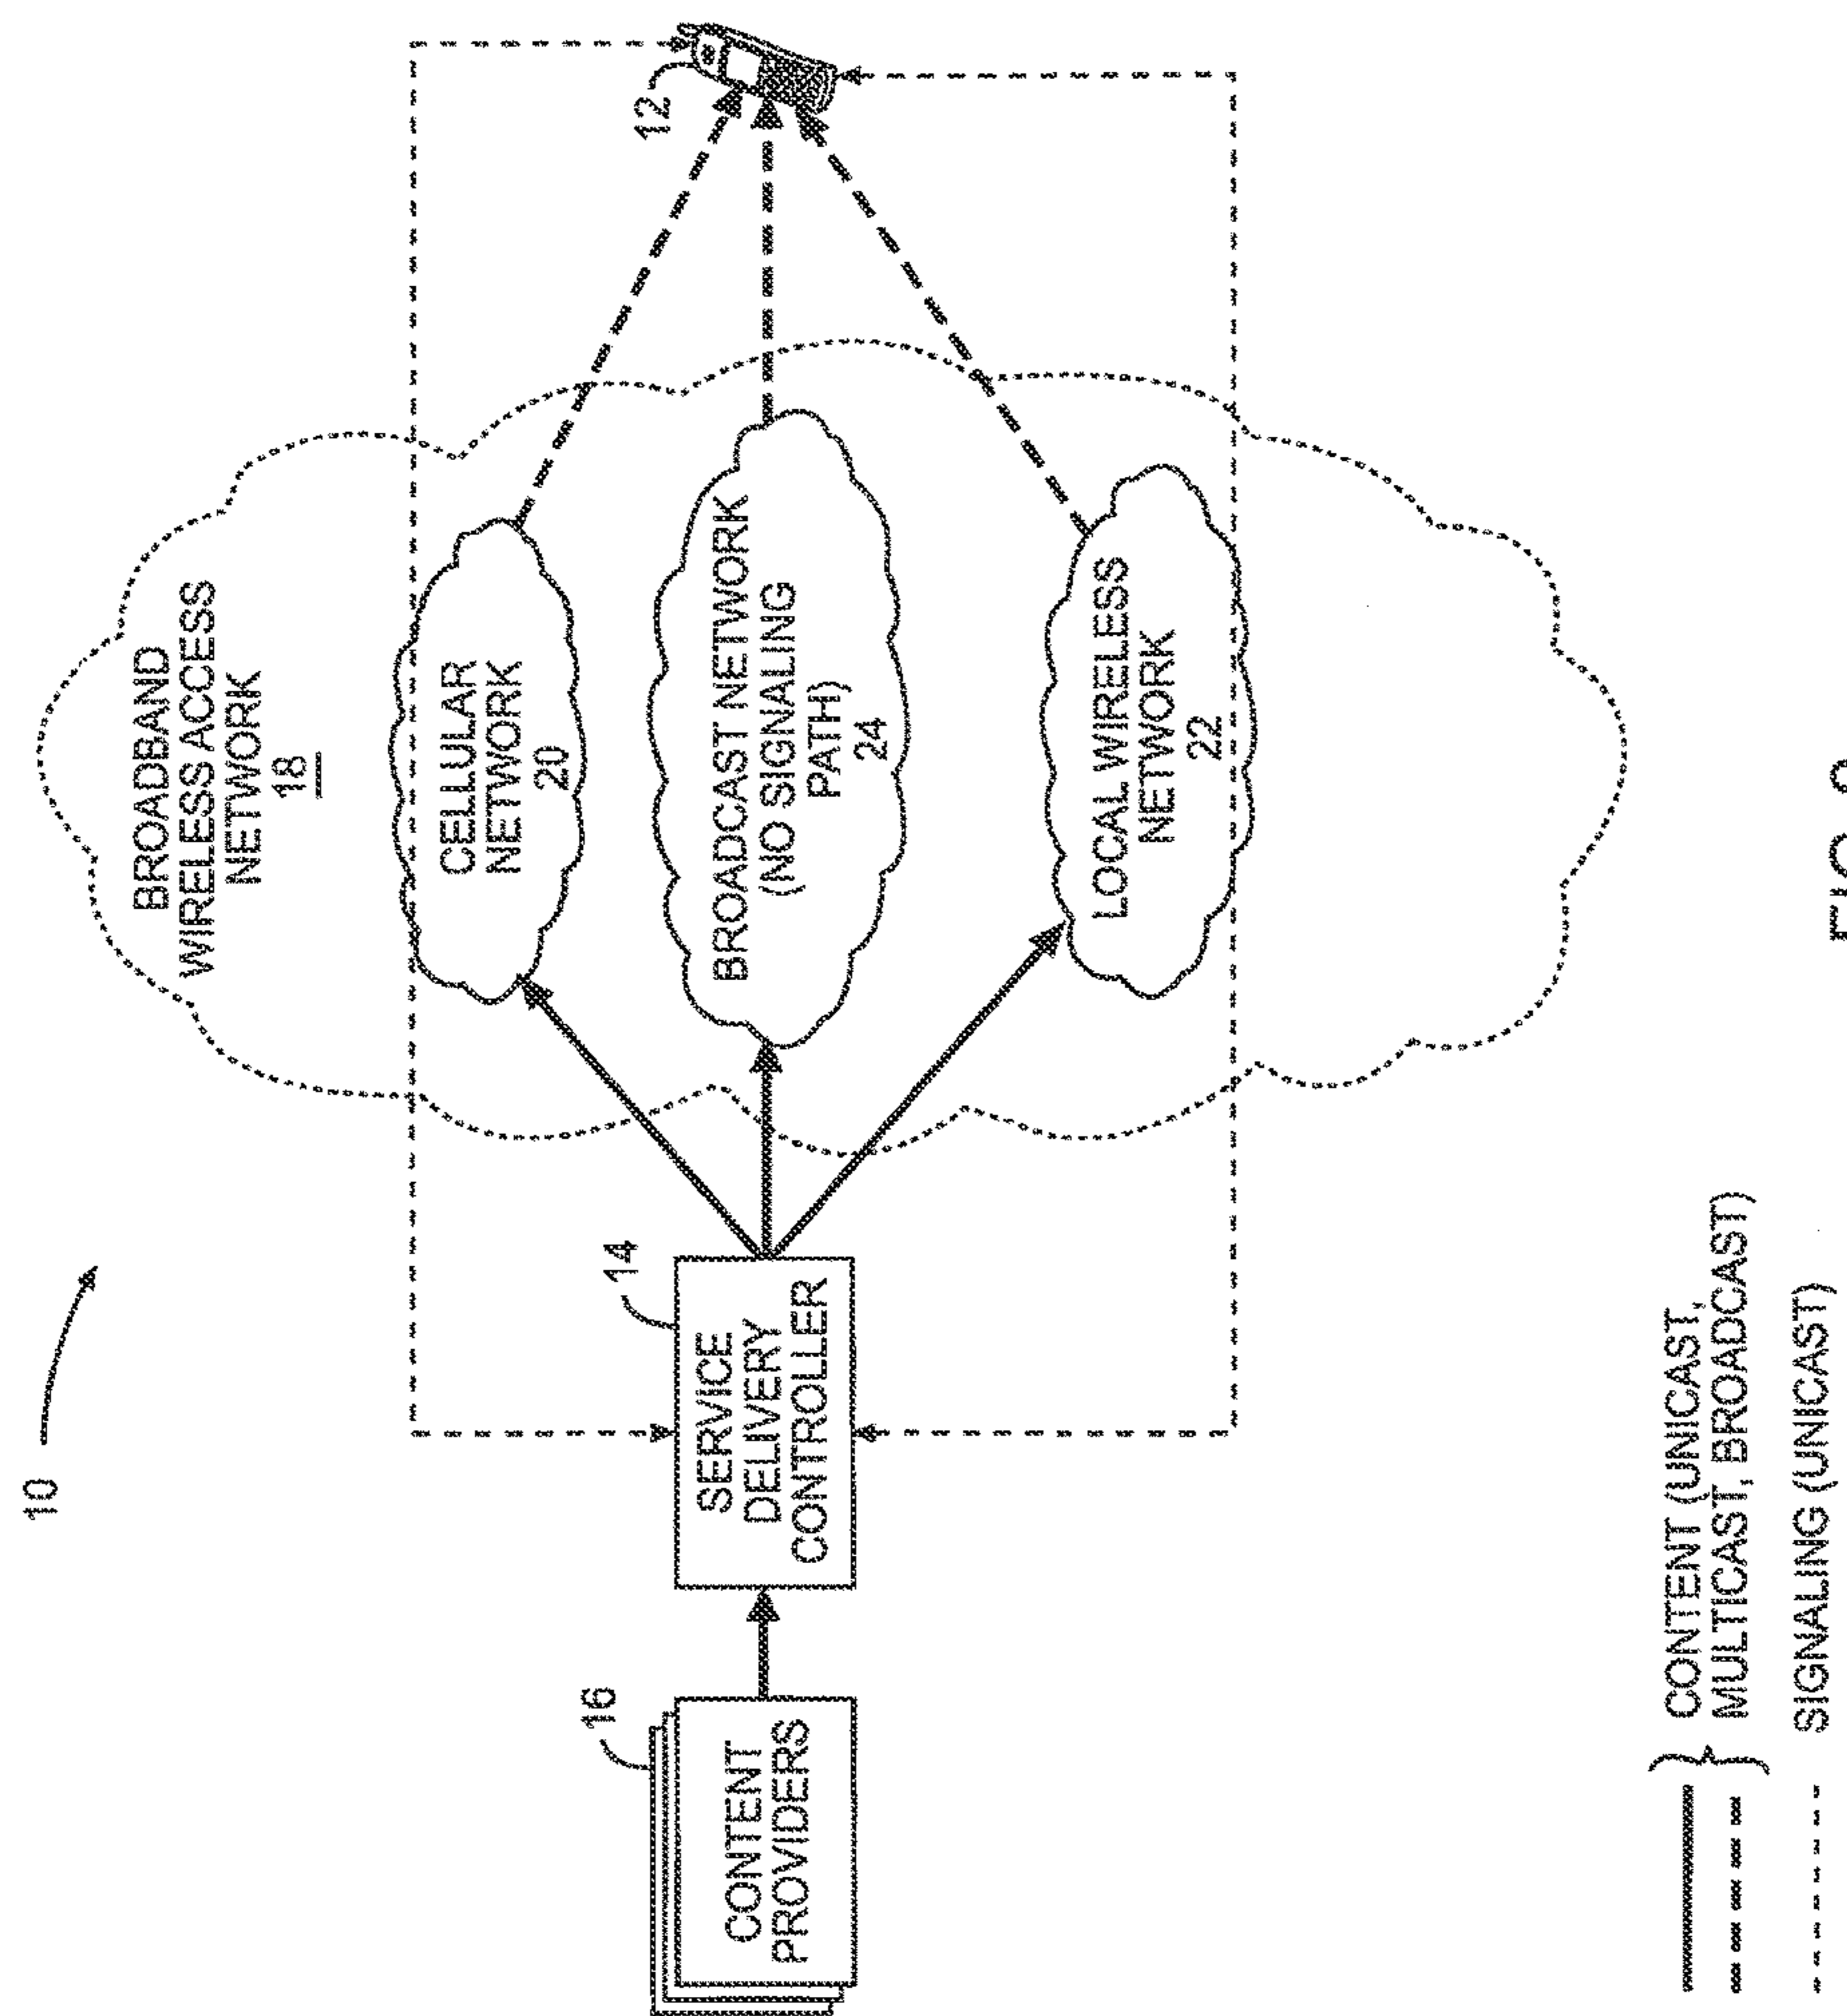 10
BROADBAND
WIRELESS ACCESS
NETWORK
18
12
CELLULAR
NETWORK
20
16
CONTENT
PROVIDERS
14
SERVICE
DELIVERY
CONTROLLER
BROADCAST NETWORK
(NO SIGNALING
PATH)
24
LOCAL WIRELESS
NETWORK
22
CONTENT (UNICAST,
MULTICAST, BROADCAST)
SIGNALING (UNICAST)